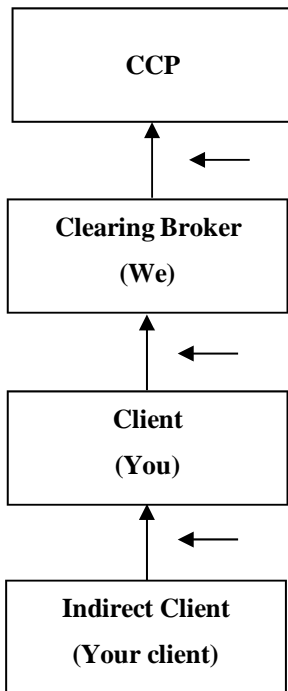 CCP
Clearing Broker
(We)
Client
(You)
Indirect Client
(Your client)